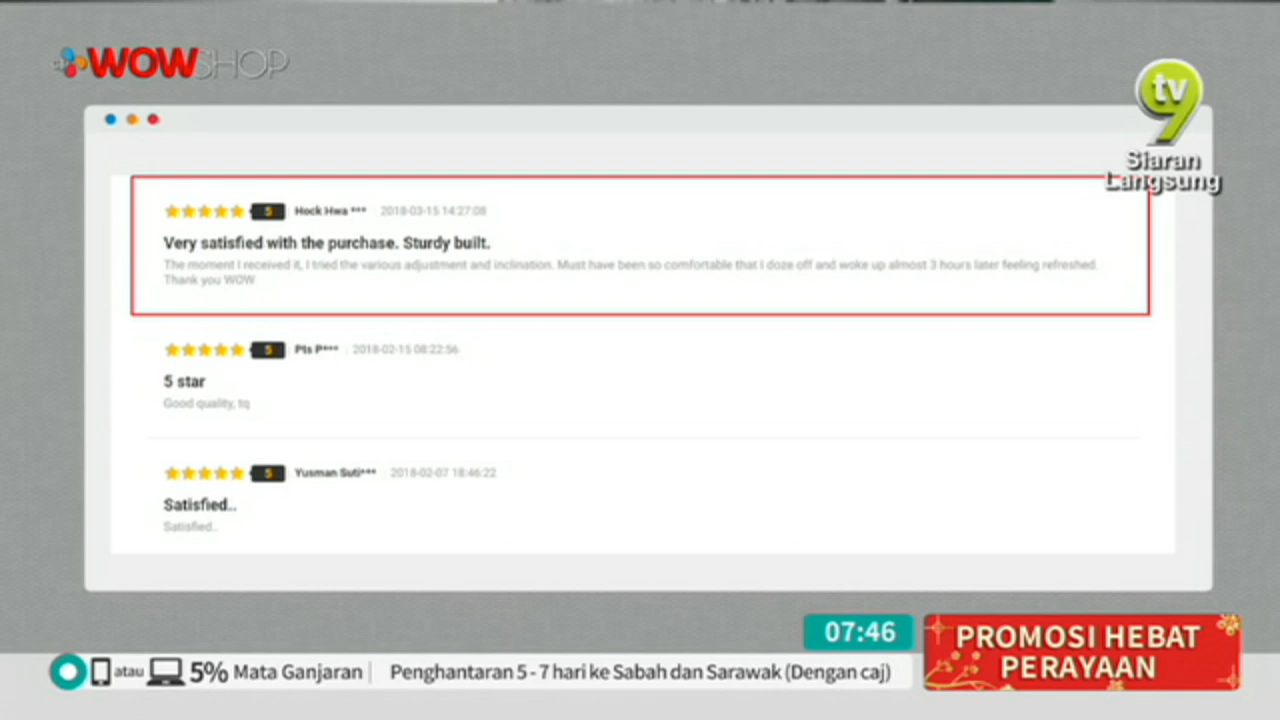 CJ WOWSHOP
tv9
Siaran
Langsung
5 Hock Hwa *** 2018-03-15 14:27:08
Very satisfied with the purchase. Sturdy built.
The moment I received it, I tried the various adjustment and inclination. Must have been so comfortable that I doze off and woke up almost 3 hours later feeling refreshed.
Thank you WOW
5 Pts P*** 2018-02-15 08:22:56
5 star
Good quality, tq
5 Yusman Suti*** 2018-02-07 18:46:22
Satisfied..
Satisfied..
07:46
PROMOSI HEBAT
PERAYAAN
atau 5% Mata Ganjaran | Penghantaran 5 - 7 hari ke Sabah dan Sarawak (Dengan caj)